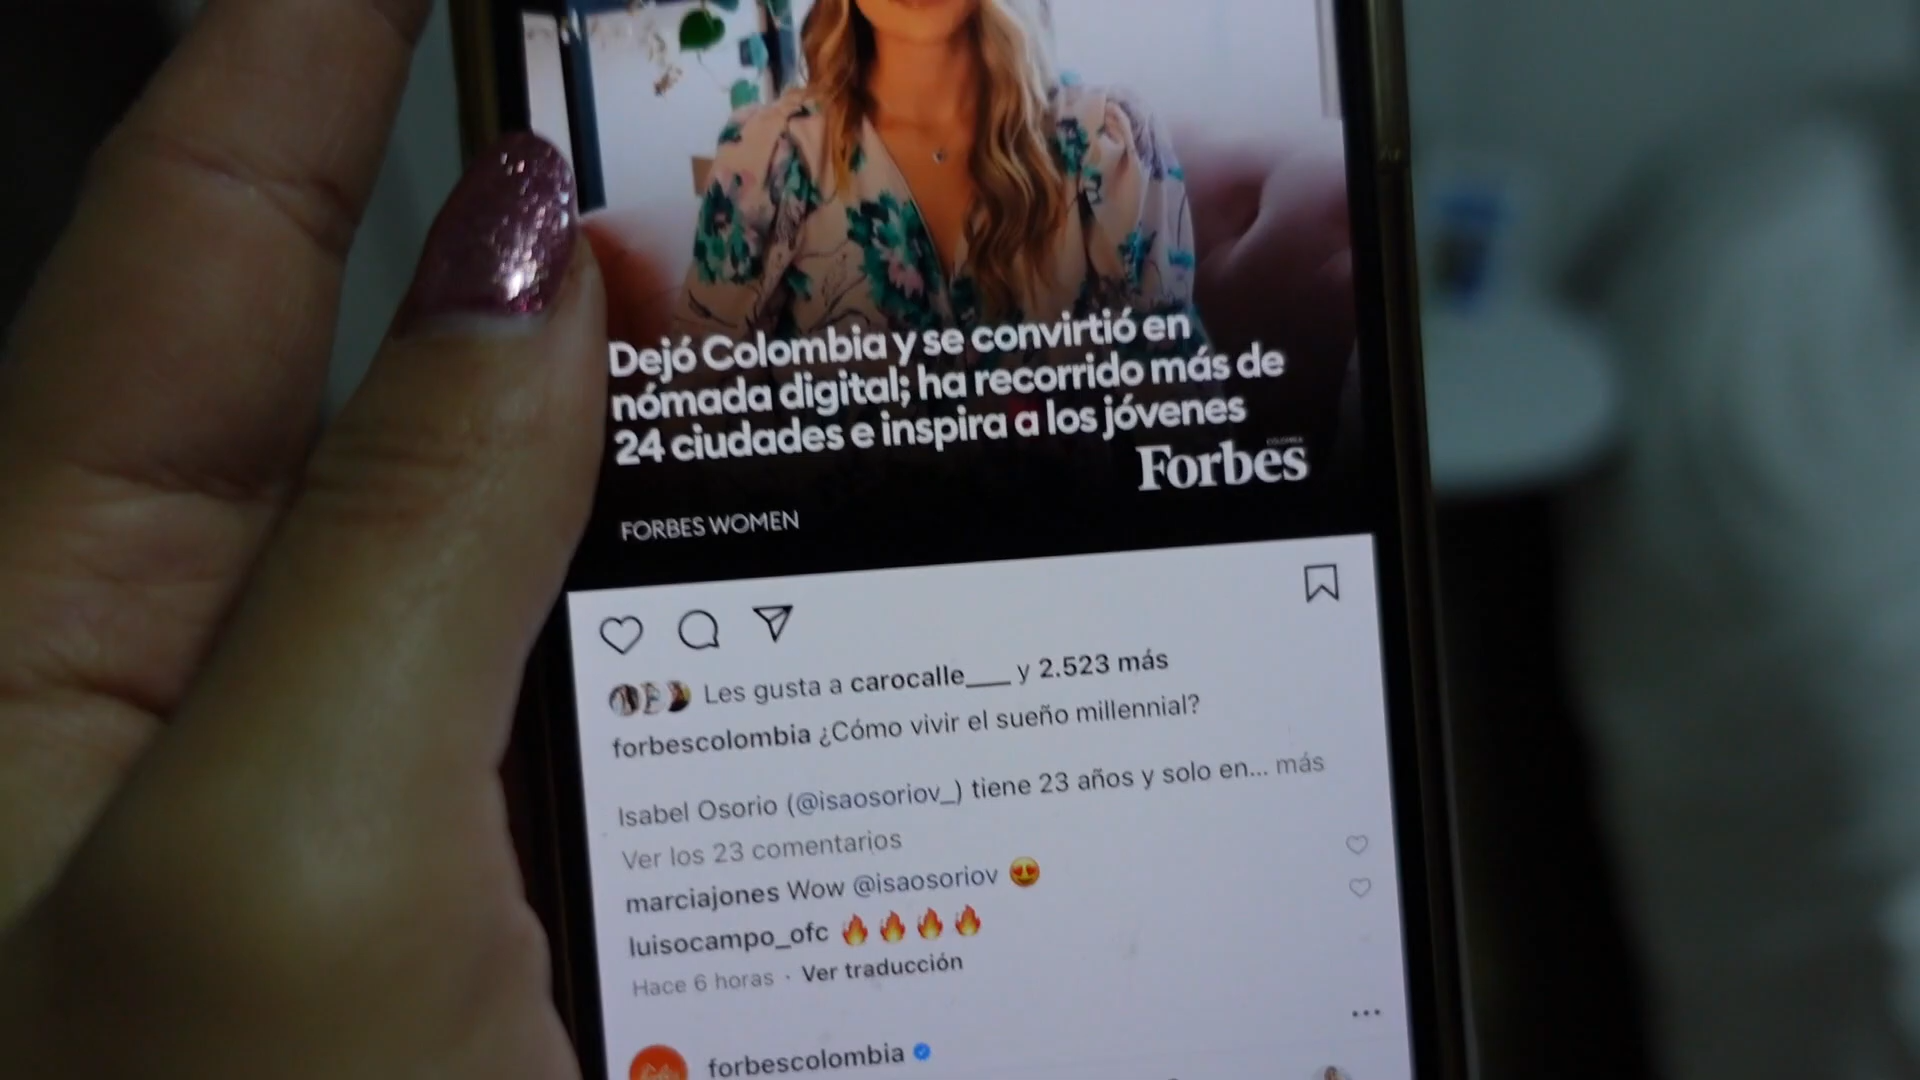 Dejó Colombia y se convirtió en
nómada digital; ha recorrido más de
24 ciudades e inspira a los jóvenes
COLOMBIA
Forbes
FORBES WOMEN
Les gusta a carocalle___ y 2.523 más
forbescolombia ¿Cómo vivir el sueño millennial?
Isabel Osorio (@isaosoriov_) tiene 23 años y solo en... más
Ver los 23 comentarios
marciajones Wow @isaosoriov 😍
luisocampo_ofc 🔥🔥🔥🔥
Hace 6 horas · Ver traducción
forbescolombia